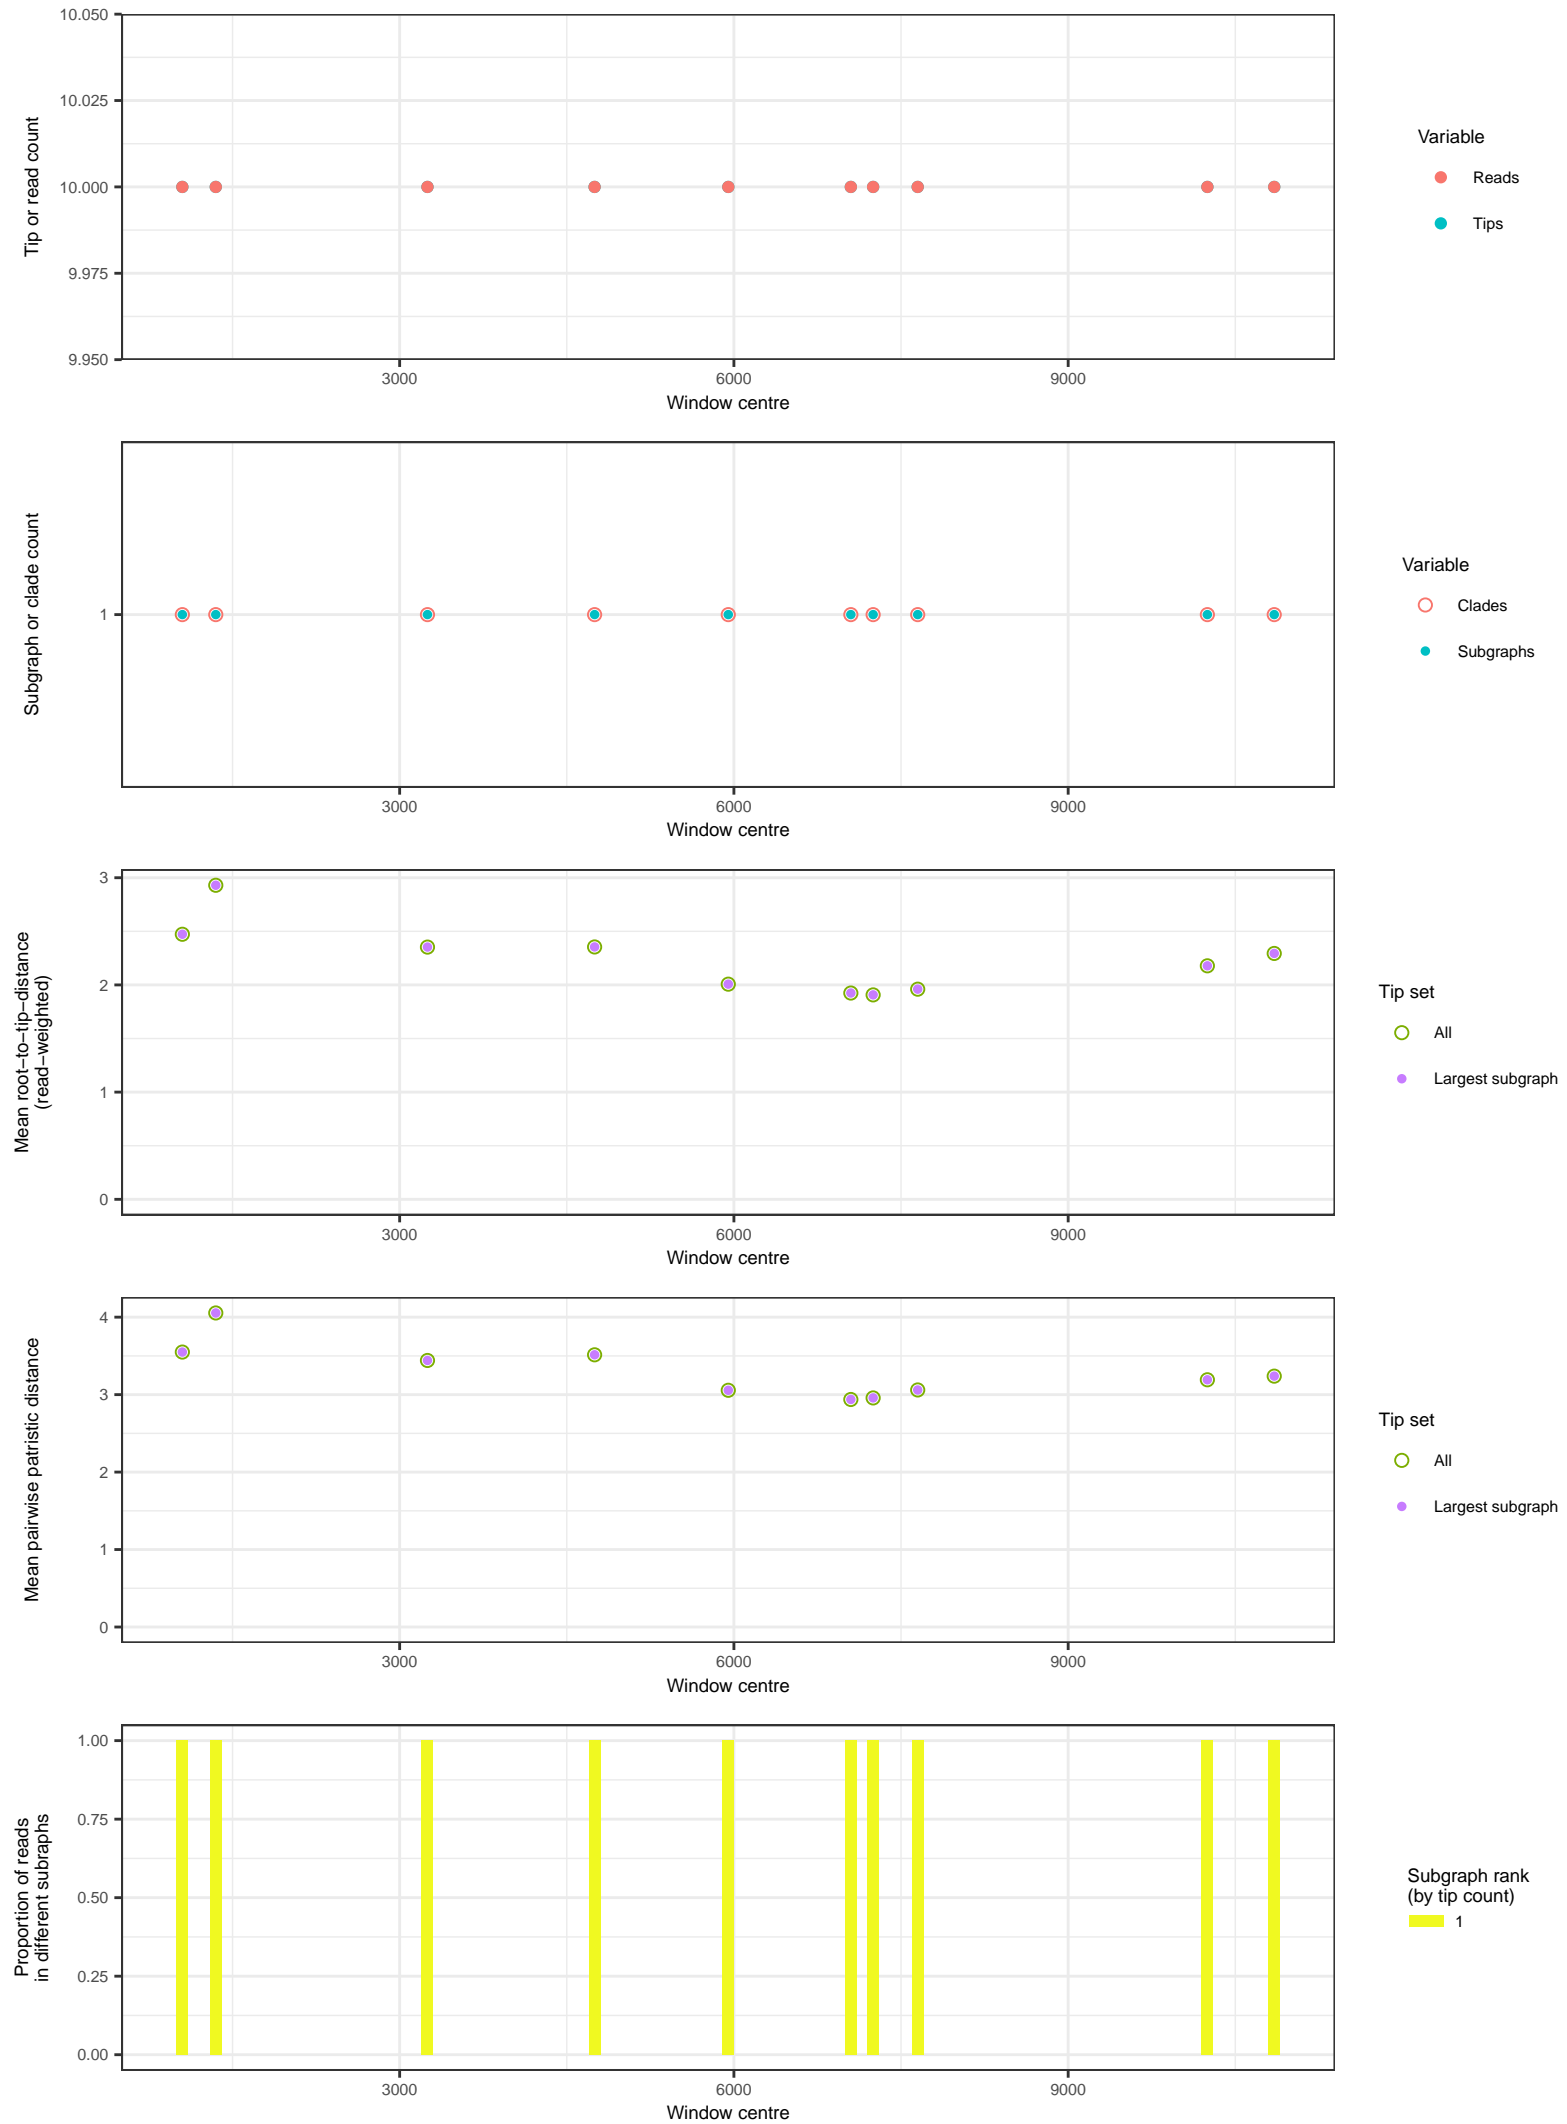 10.050
10.025
10.000
9.975
9.950
Tip or read count
3000
6000
9000
Window centre
Variable
Reads
Tips
1
Subgraph or clade count
3000
6000
9000
Window centre
Variable
Clades
Subgraphs
3
2
1
0
Mean root−to−tip−distance
(read−weighted)
3000
6000
9000
Window centre
Tip set
All
Largest subgraph
4
3
2
1
0
Mean pairwise patristic distance
3000
6000
9000
Window centre
Tip set
All
Largest subgraph
1.00
0.75
0.50
0.25
0.00
Proportion of reads
in different subraphs
3000
6000
9000
Window centre
Subgraph rank
(by tip count)
1